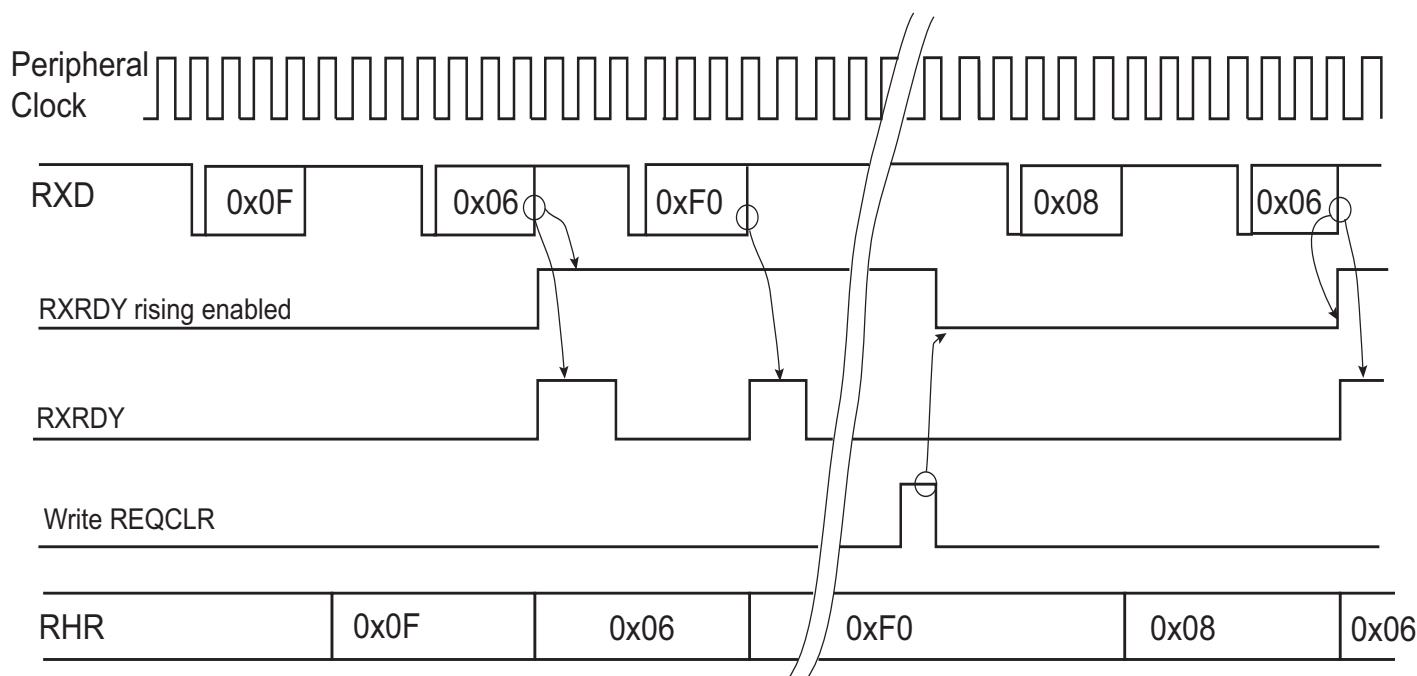 Peripheral
Clock
RXD 0x0F 0x06 0xF0 0x08 0x06
RXRDY rising enabled
RXRDY
Write REQCLR
RHR 0x0F 0x06 0xF0 0x08 0x06